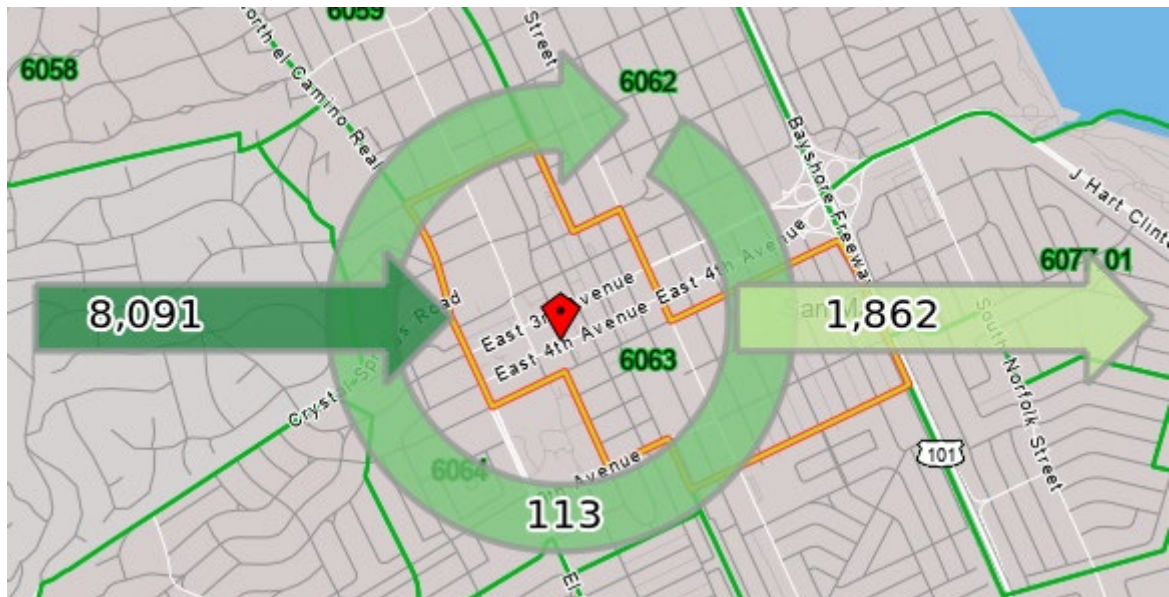 6059
6058
North el Camino Real
Street
6062
Bayshore Freeway
J Hart Clint
6077 01
8,091
Crystal Springs Road
East 3rd Avenue
East 4th Avenue
East 4th Avenue
San M
1,862
6063
South Norfolk Street
6064
Avenue
101
113
El